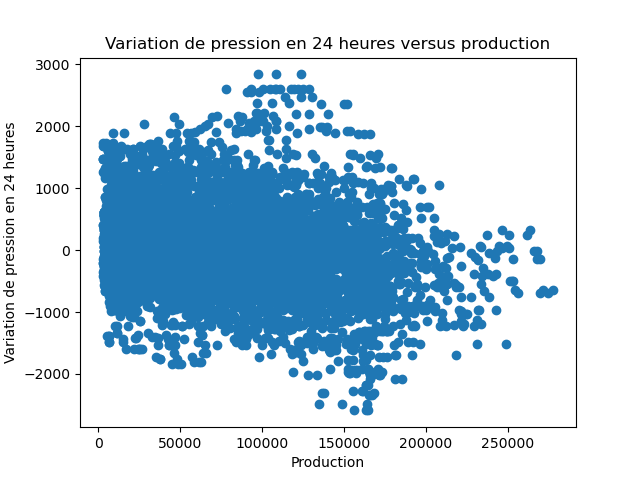 Variation de pression en 24 heures versus production
Variation de pression en 24 heures
3000
2000
1000
0
−1000
−2000
0 50000 100000 150000 200000 250000
Production